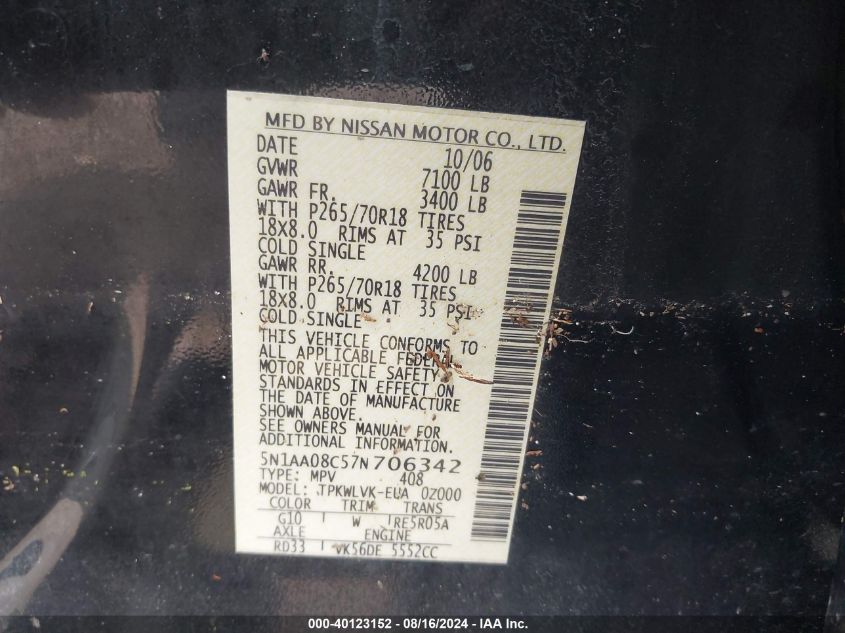 MFD BY NISSAN MOTOR CO., LTD.
DATE 10/06
GVWR 7100 LB
GAWR FR. 3400 LB
WITH P265/70R18 TIRES
18X8.0 RIMS AT 35 PSI
COLD SINGLE
GAWR RR. 4200 LB
WITH P265/70R18 TIRES
18X8.0 RIMS AT 35 PSI
COLD SINGLE
THIS VEHICLE CONFORMS TO
ALL APPLICABLE FEDERAL
MOTOR VEHICLE SAFETY
STANDARDS IN EFFECT ON
THE DATE OF MANUFACTURE
SHOWN ABOVE.
SEE OWNERS MANUAL FOR
ADDITIONAL INFORMATION.
5N1AA08C57N706342
TYPE: MPV 408
MODEL: TPKWLVK-EUA 0Z000
COLOR TRIM TRANS
G10 W RE5R05A
AXLE ENGINE
RD33 VK56DE 5552CC
000-40123152 - 08/16/2024 - IAA Inc.